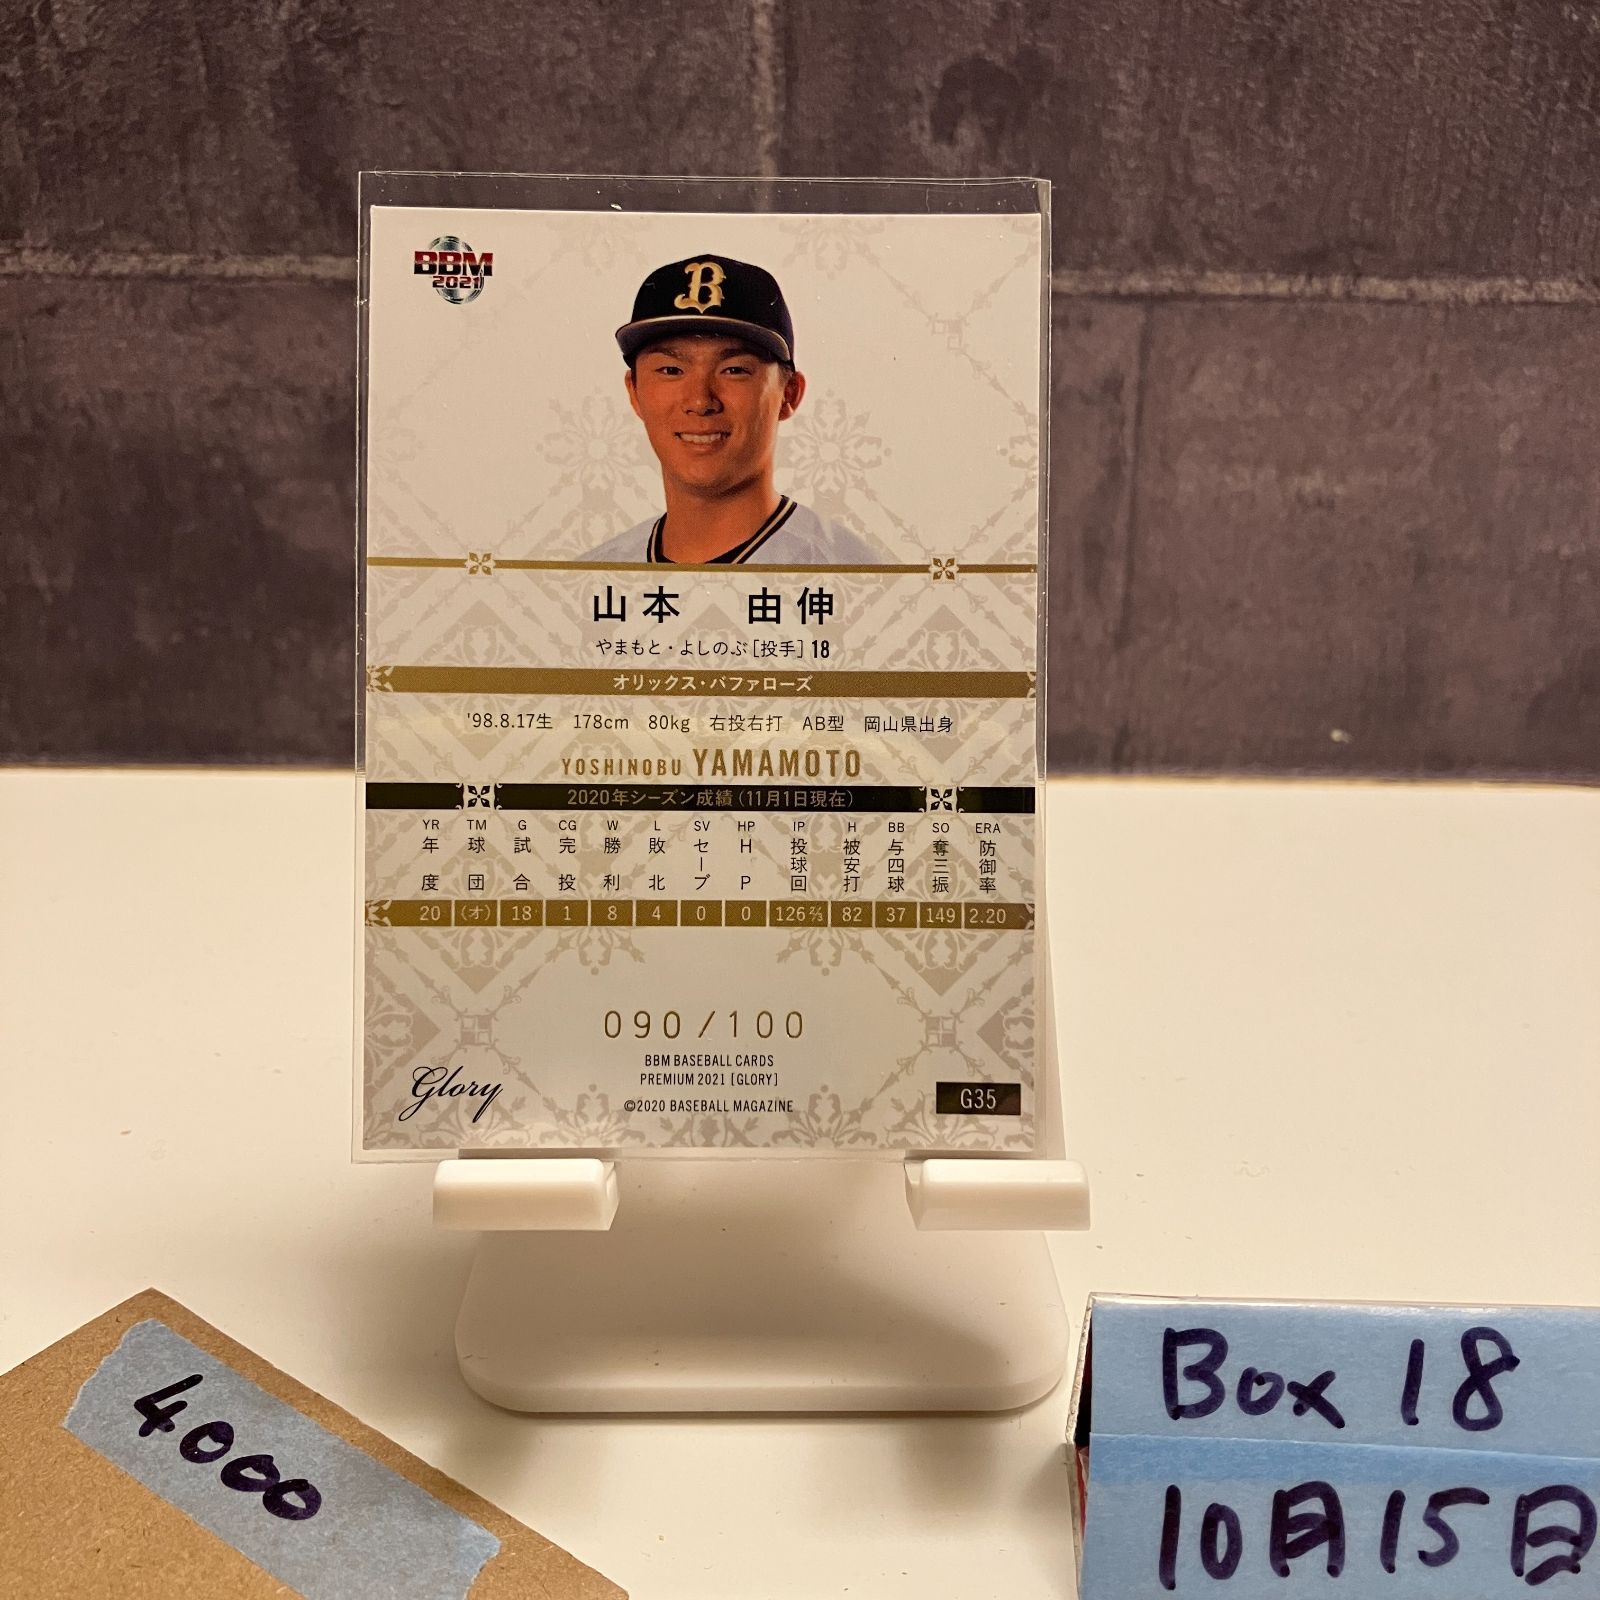 BBM
2021
B
山本 由伸
やまもと・よしのぶ[投手]18
オリックス・バファローズ
'98.8.17生 178cm 80kg 右投右打 AB型 岡山県出身
YOSHINOBU YAMAMOTO
2020年シーズン成績(11月1日現在)
YR TM G CG W L SV HP IP H BB SO ERA
年度 球団 試合 完投 勝利 敗北 セーブ HP 投球回 被安打 与四球 奪三振 防御率
20 (オ) 18 1 8 4 0 0 126 2/3 82 37 149 2.20
090/100
BBM BASEBALL CARDS
PREMIUM 2021 [GLORY]
©2020 BASEBALL MAGAZINE
Glory
G35
4000
Box 18
10月15日